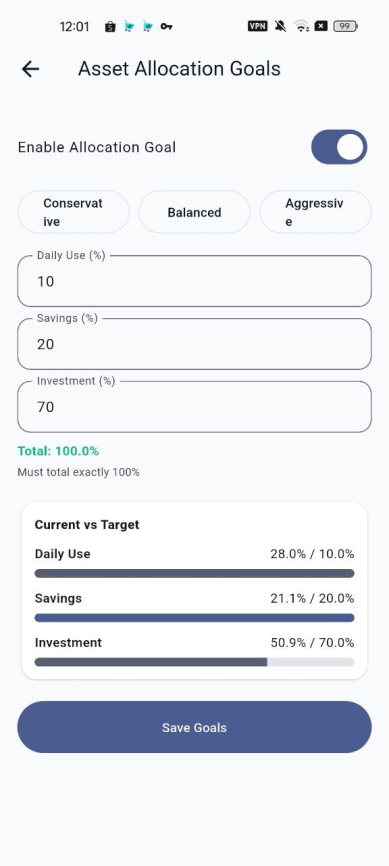 12:01
VPN
99
Asset Allocation Goals
Enable Allocation Goal
Conservat
ive
Balanced
Aggressiv
e
Daily Use (%)
10
Savings (%)
20
Investment (%)
70
Total: 100.0%
Must total exactly 100%
Current vs Target
Daily Use 28.0% / 10.0%
Savings 21.1% / 20.0%
Investment 50.9% / 70.0%
Save Goals